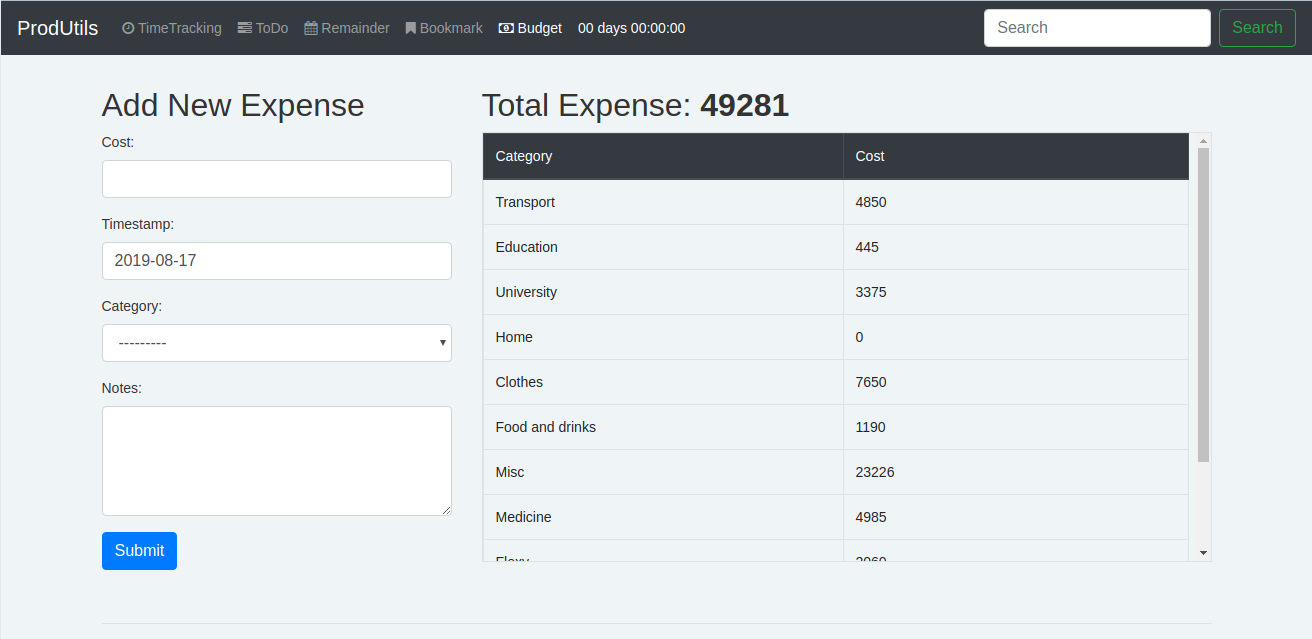 ProdUtils TimeTracking ToDo Remainder Bookmark Budget 00 days 00:00:00 Search Search
Add New Expense
Cost:
Timestamp:
2019-08-17
Category:
---------
Notes:
Submit
Total Expense: 49281
Category Cost
Transport 4850
Education 445
University 3375
Home 0
Clothes 7650
Food and drinks 1190
Misc 23226
Medicine 4985